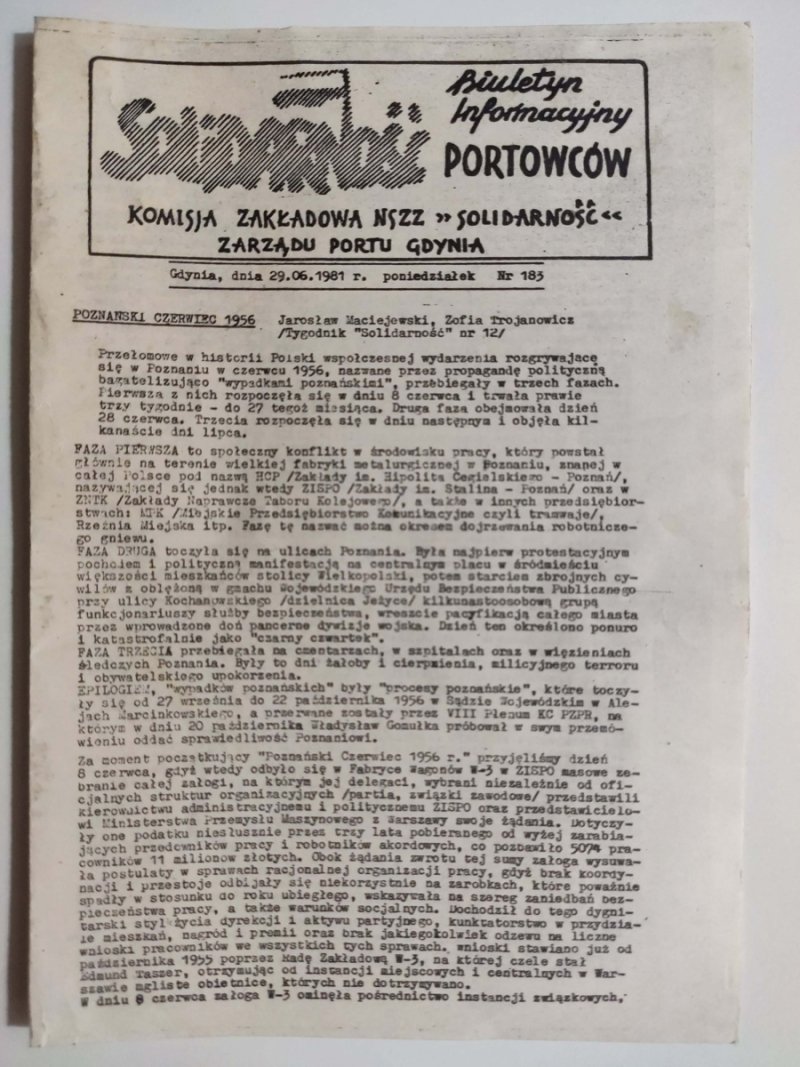 SOLIDARNOŚĆ
Biuletyn
Informacyjny
PORTOWCÓW
KOMISJA ZAKŁADOWA NSZZ »SOLIDARNOŚĆ«
ZARZĄDU PORTU GDYNIA
Gdynia, dnia 29.06.1981 r. poniedziałek Nr 183
POZNAŃSKI CZERWIEC 1956 Jarosław Maciejewski, Zofia Trojanowicz
/Tygodnik "Solidarność" nr 12/
Przełomowe w historii Polski współczesnej wydarzenia rozgrywające
się w Poznaniu w czerwcu 1956, nazwane przez propagandę polityczną
bagatelizująco "wypadkami poznańskimi", przebiegały w trzech fazach.
Pierwsza z nich rozpoczęła się w dniu 8 czerwca i trwała prawie
trzy tygodnie - do 27 tegoż miesiąca. Druga faza obejmowała dzień
28 czerwca. Trzecia rozpoczęła się w dniu następnym i objęła kil-
kanaście dni lipca.
FAZA PIERWSZA to społeczny konflikt w środowisku pracy, który powstał
głównie na terenie wielkiej fabryki metalurgicznej w Poznaniu, znanej w
całej Polsce pod nazwą HCP /Zakłady im. Hipolita Cegielskiego - Poznań/,
nazywającej się jednak wtedy ZISPO /Zakłady im. Stalina - Poznań/ oraz w
ZNTK /Zakłady Naprawcze Taboru Kolejowego/, a także w innych przedsiębior-
stwach: MPK /Miejskie Przedsiębiorstwo Komunikacyjne czyli tramwaje/,
Rzeźnia Miejska itp. Fazę tę nazwać można okresem dojrzewania robotnicze-
go gniewu.
FAZA DRUGA toczyła się na ulicach Poznania. Była najpierw protestacyjnym
pochodem i polityczną manifestacją na centralnym placu w śródmieściu
większości mieszkańców stolicy Wielkopolski, potem starciem zbrojnych cy-
wilów z oblężoną w gmachu Wojewódzkiego Urzędu Bezpieczeństwa Publicznego
przy ulicy Kochanowskiego /dzielnica Jeżyce/ kilkunastoosobową grupą
funkcjonariuszy służby bezpieczeństwa, wreszcie pacyfikacją całego miasta
przez wprowadzone doń pancerne dywizje wojska. Dzień ten określono ponuro
i katastrofalnie jako "czarny czwartek".
FAZA TRZECIA przebiegała na cmentarzach, w szpitalach oraz w więzieniach
śledczych Poznania. Były to dni żałoby i cierpienia, milicyjnego terroru
i obywatelskiego upokorzenia.
EPILOGIEM, "wypadków poznańskich" były "procesy poznańskie", które toczy-
ły się od 27 września do 22 października 1956 w Sądzie Wojewódzkim w Ale-
jach Marcinkowskiego, a przerwane zostały przez VIII Plenum KC PZPR, na
którym w dniu 20 października Władysław Gomułka próbował w swym przemó-
wieniu oddać sprawiedliwość Poznaniowi.
Za moment początkujący "Poznański Czerwiec 1956 r." przyjęliśmy dzień
8 czerwca, gdyż wtedy odbyło się w Fabryce Wagonów W-3 w ZISPO masowe ze-
branie całej załogi, na którym jej delegaci, wybrani niezależnie od ofi-
cjalnych struktur organizacyjnych /partia, związki zawodowe/ przedstawili
kierownictwu administracyjnemu i politycznemu ZISPO oraz przedstawicielo-
wi Ministerstwa Przemysłu Maszynowego z Warszawy swoje żądania. Dotyczy-
ły one podatku niesłusznie przez trzy lata pobieranego od wyżej zarabia-
jących przedowników pracy i robotników akordowych, co pozbawiło 5074 pra-
cowników 11 milionów złotych. Obok żądania zwrotu tej sumy załoga wysuwa-
ła postulaty w sprawach racjonalnej organizacji pracy, gdyż brak koordy-
nacji i przestoje odbijały się niekorzystnie na zarobkach, które poważnie
spadły w stosunku do roku ubiegłego, wskazywała na szereg zaniedbań bez-
pieczeństwa pracy, a także warunków socjalnych. Dochodził do tego dygni-
tarski styl życia dyrekcji i aktywu partyjnego, kunktatorstwo w przydzia-
le mieszkań, nagród i premii oraz brak jakiegokolwiek odzewu na liczne
wnioski pracowników we wszystkich tych sprawach. wnioski stawiano już od
października 1955 poprzez Radę Zakładową W-3, na której czele stał
Edmund Taszer, otrzymując od instancji miejscowych i centralnych w War-
szawie mgliste obietnice, których nie dotrzymywano.
W dniu 8 czerwca załoga W-3 ominęła pośrednictwo instancji związkowych,